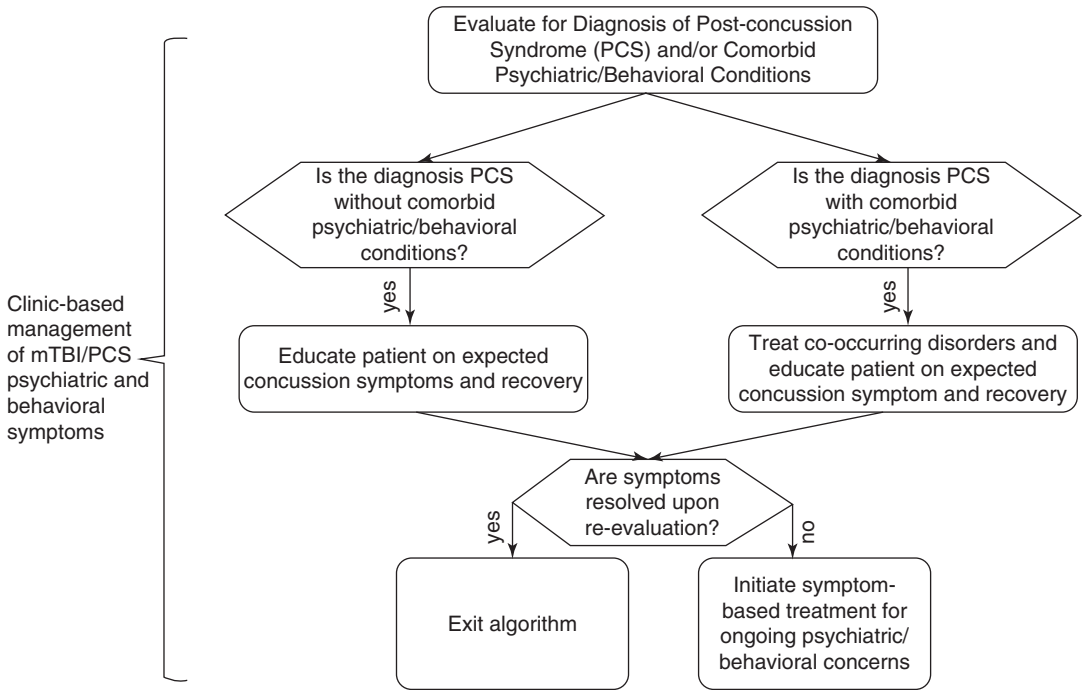 Evaluate for Diagnosis of Post-concussion
Syndrome (PCS) and/or Comorbid
Psychiatric/Behavioral Conditions
Is the diagnosis PCS
without comorbid
psychiatric/behavioral
conditions?
Is the diagnosis PCS
with comorbid
psychiatric/behavioral
conditions?
yes
yes
Clinic-based
management
of mTBI/PCS
psychiatric and
behavioral
symptoms
Educate patient on expected
concussion symptoms and recovery
Treat co-occurring disorders and
educate patient on expected
concussion symptom and recovery
Are symptoms
resolved upon
re-evaluation?
yes
no
Exit algorithm
Initiate symptom-
based treatment for
ongoing psychiatric/
behavioral concerns